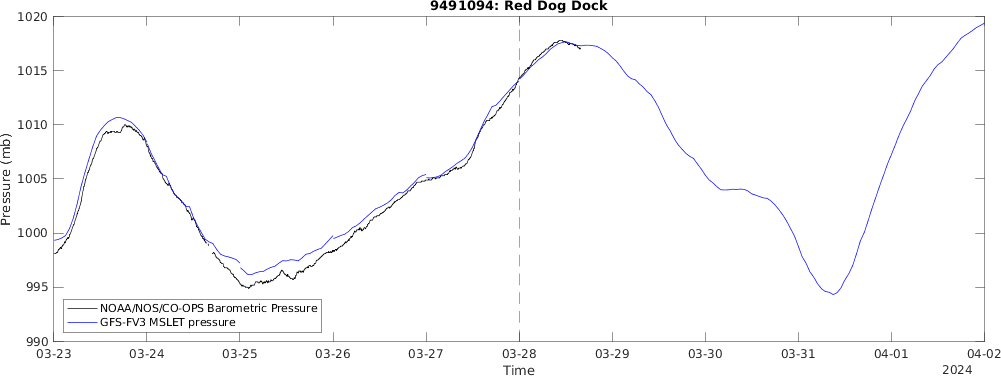 9491094: Red Dog Dock
Pressure (mb)
1020
1015
1010
1005
1000
995
990
NOAA/NOS/CO-OPS Barometric Pressure
GFS-FV3 MSLET pressure
03-23 03-24 03-25 03-26 03-27 03-28 03-29 03-30 03-31 04-01 04-02
Time
2024